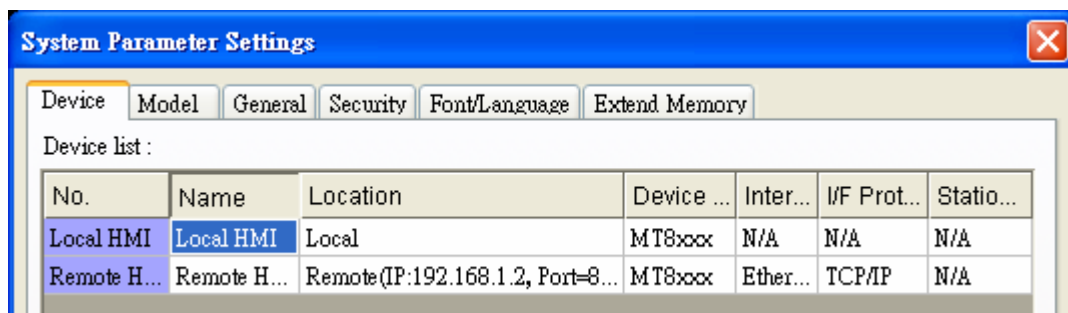 System Parameter Settings
Device Model General Security Font/Language Extend Memory
Device list :
No. Name Location Device ... Inter... I/F Prot... Statio...
Local HMI Local HMI Local MT8xxx N/A N/A N/A
Remote H... Remote H... Remote(IP:192.168.1.2, Port=8... MT8xxx Ether... TCP/IP N/A